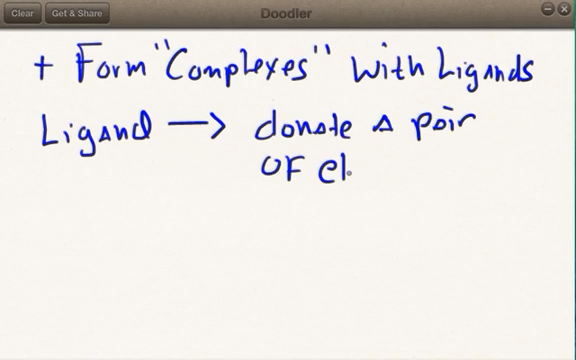 Clear Get & Share Doodler
+ Form "Complexes" With Ligands
Ligand → donate a pair
OF el